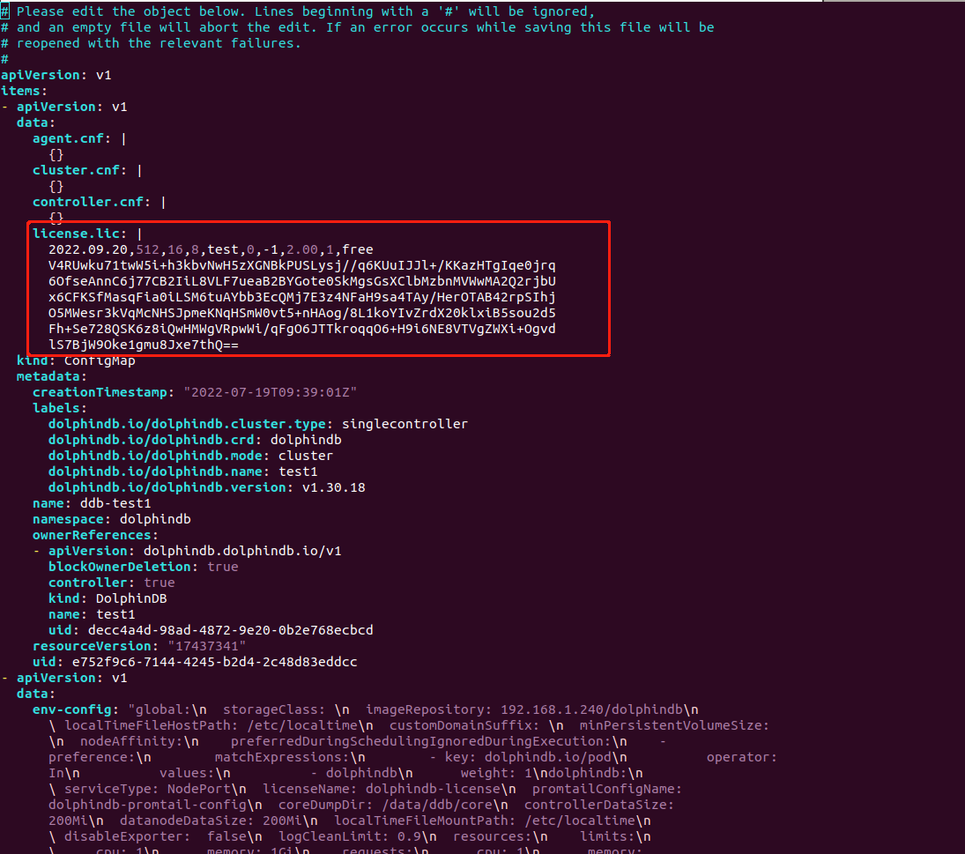 # Please edit the object below. Lines beginning with a '#' will be ignored,
# and an empty file will abort the edit. If an error occurs while saving this file will be
# reopened with the relevant failures.
#
apiVersion: v1
items:
- apiVersion: v1
  data:
    agent.cnf: |
      {}
    cluster.cnf: |
      {}
    controller.cnf: |
      {}
    license.lic: |
      2022.09.20,512,16,8,test,0,-1,2.00,1,free
      V4RUwku71twW5i+h3kbvNwH5zXGNBkPUSLysj//q6KUuIJJl+/KKazHTgIqe0jrq
      6OfseAnnC6j77CB2IiL8VLF7ueaB2BYGote0SkMgsGsXClbMzbnMVWwMA2Q2rjbU
      x6CFKSfMasqFia0iLSM6tuAYbb3EcQMj7E3z4NFaH9sa4TAy/HerOTAB42rpSIhj
      O5MWesr3kVqMcNHSJpmeKNqHSmW0vt5+nHAog/8L1koYIvZrdX20klxiB5sou2d5
      Fh+Se728QSK6z8iQwHMWgVRpwWi/qFgO6JTTkroqqO6+H9i6NE8VTVgZWXi+Ogvd
      lS7BjW9Oke1gmu8Jxe7thQ==
  kind: ConfigMap
  metadata:
    creationTimestamp: "2022-07-19T09:39:01Z"
    labels:
      dolphindb.io/dolphindb.cluster.type: singlecontroller
      dolphindb.io/dolphindb.crd: dolphindb
      dolphindb.io/dolphindb.mode: cluster
      dolphindb.io/dolphindb.name: test1
      dolphindb.io/dolphindb.version: v1.30.18
    name: ddb-test1
    namespace: dolphindb
    ownerReferences:
    - apiVersion: dolphindb.dolphindb.io/v1
      blockOwnerDeletion: true
      controller: true
      kind: DolphinDB
      name: test1
      uid: decc4a4d-98ad-4872-9e20-0b2e768ecbcd
    resourceVersion: "17437341"
    uid: e752f9c6-7144-4245-b2d4-2c48d83eddcc
- apiVersion: v1
  data:
    env-config: "global:\n  storageClass: \n  imageRepository: 192.168.1.240/dolphindb\n
      \ localTimeFileHostPath: /etc/localtime\n  customDomainSuffix: \n  minPersistentVolumeSize:
      \n  nodeAffinity:\n    preferredDuringSchedulingIgnoredDuringExecution:\n    -
      preference:\n        matchExpressions:\n        - key: dolphindb.io/pod\n          operator:
      In\n          values:\n          - dolphindb\n      weight: 1\ndolphindb:\n
      \ serviceType: NodePort\n  licenseName: dolphindb-license\n  promtailConfigName:
      dolphindb-promtail-config\n  coreDumpDir: /data/ddb/core\n  controllerDataSize:
      200Mi\n  datanodeDataSize: 200Mi\n  localTimeFileMountPath: /etc/localtime\n
      \ disableExporter:  false\n  logCleanLimit: 0.9\n  resources:\n    limits:\n
      \     cpu: 1\n      memory: 1Gi\n    requests:\n      cpu: 1\n      memory: